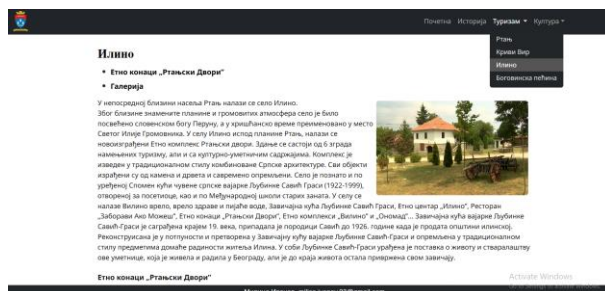 Почетна Историја Туризам Култура
Ртањ
Криви Вир
Илино
Боговинска пећина
Илино
Етно конаци „Ртањски Двори“
Галерија
У непосредној близини насеља Ртањ налази се село Илино.
Због близине знамените планине и громовитих атмосфера село је било
посвећено словенском богу Перуну, а у хришћанско време преименовано у место
Светог Илије Громовника. У селу Илино испод планине Ртањ, налази се
новоизграђени Етно комплекс Ртањски двори. Здање се састоји од 6 зграда
намењених туризму, али и са културно-уметничким садржајима. Комплекс је
изведен у традиционалном стилу комбиноване Српске архитектуре. Сви објекти
израђени су од камена и дрвета и савремено опремљени. Село је познато и по
уређеној Спомен кући чувене српске вајарке Љубинке Савић Граси (1922-1999),
отвореној за посетиоце, као и по Међународној школи старих заната. У селу се
налазе Вилино врело, врело здраве и пијаће воде, Завичајна кућа Љубинке Савић Граси, Етно центар „Илино“, Ресторан
„Заборави Ако Можеш“, Етно конаци „Ртањски Двори“, Етно комплекси „Вилино“ и „Ономад“... Завичајна кућа вајарке Љубинке
Савић-Граси је саграђена крајем 19. века, припадала је породици Савић до 1926. године када је продата општини илинској.
Реконструисана је у потпуности и претворена у Завичајну кућу вајарке Љубинке Савић-Граси и опремљена у традиционалном
стилу предметима домаће радиности житеља Илина. У соби Љубинке Савић-Граси урађена је поставка о животу и стваралаштву
ове уметнице, која је живела и радила у Београду, али је до краја живота остала привржена свом завичају.
Етно конаци „Ртањски Двори“
Activate Windows